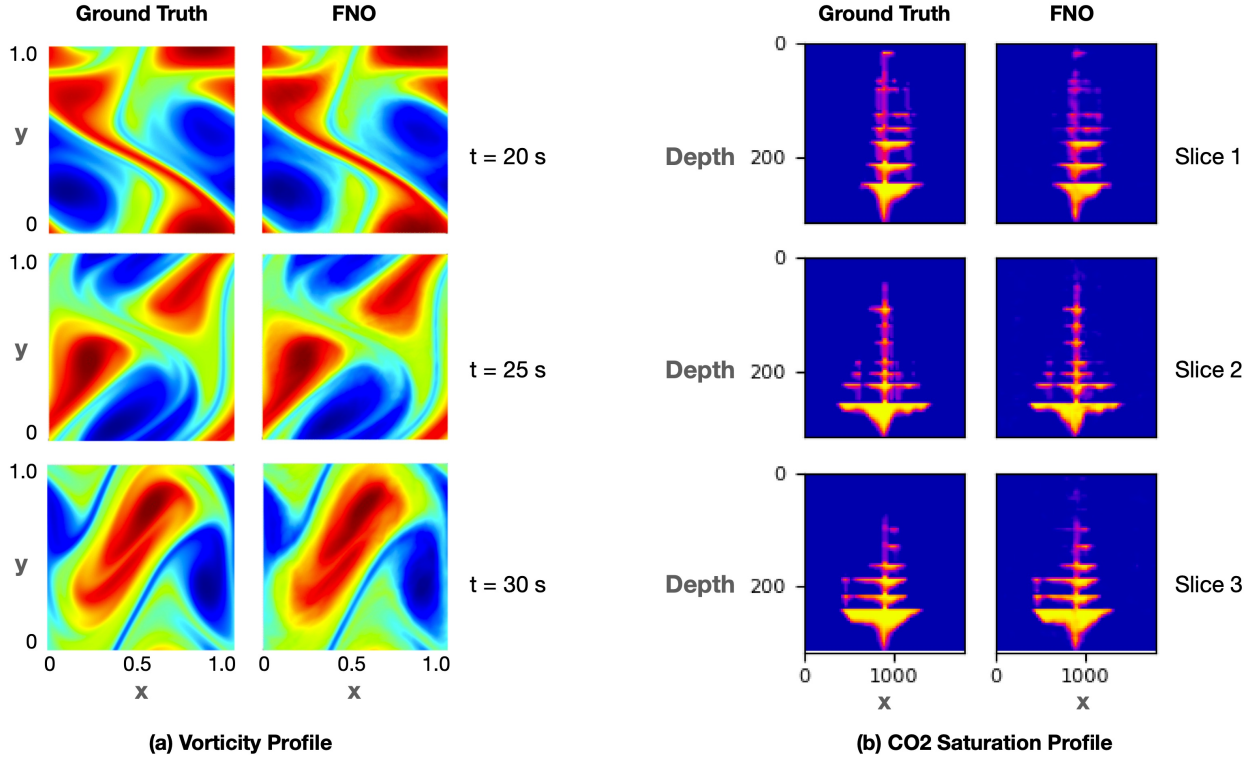 Ground Truth FNO
1.0
y
0
t = 20 s
1.0
y
0
t = 25 s
1.0
y
0
t = 30 s
0 0.5 1.0 0 0.5 1.0
x x
(a) Vorticity Profile
Ground Truth FNO
0
Depth 200
Slice 1
0
Depth 200
Slice 2
0
Depth 200
Slice 3
0 1000 0 1000
x x
(b) CO2 Saturation Profile